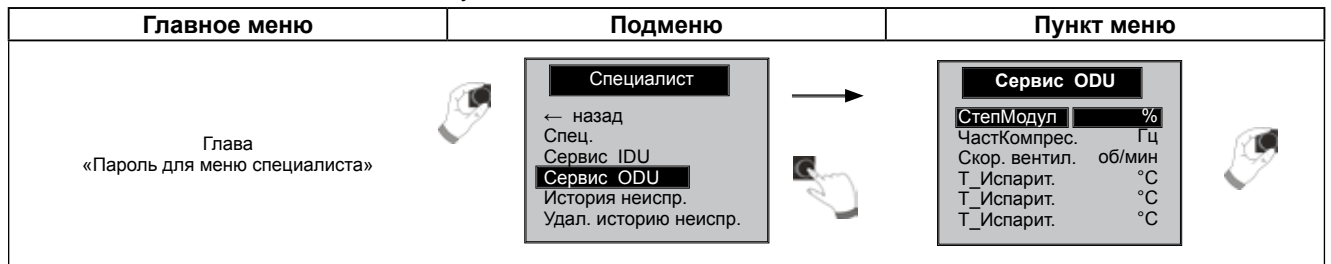 Главное меню
Подменю
Пункт меню
Глава
«Пароль для меню специалиста»
Специалист
← назад
Спец.
Сервис IDU
Сервис ODU
История неиспр.
Удал. историю неиспр.
Сервис ODU
СтепМодул %
ЧастКомпрес. Гц
Скор. вентил. об/мин
Т_Испарит. °C
Т_Испарит. °C
Т_Испарит. °C